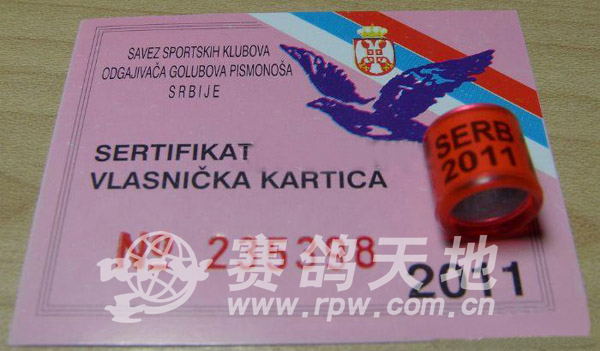 SAVEZ SPORTSKIH KLUBOVA
ODGAJIVAČA GOLUBOVA PISMONOŠA
SRBIJE
SERTIFIKAT
VLASNIČKA KARTICA
SERB
2011
2011
赛鸽天地
www.rpw.com.cn